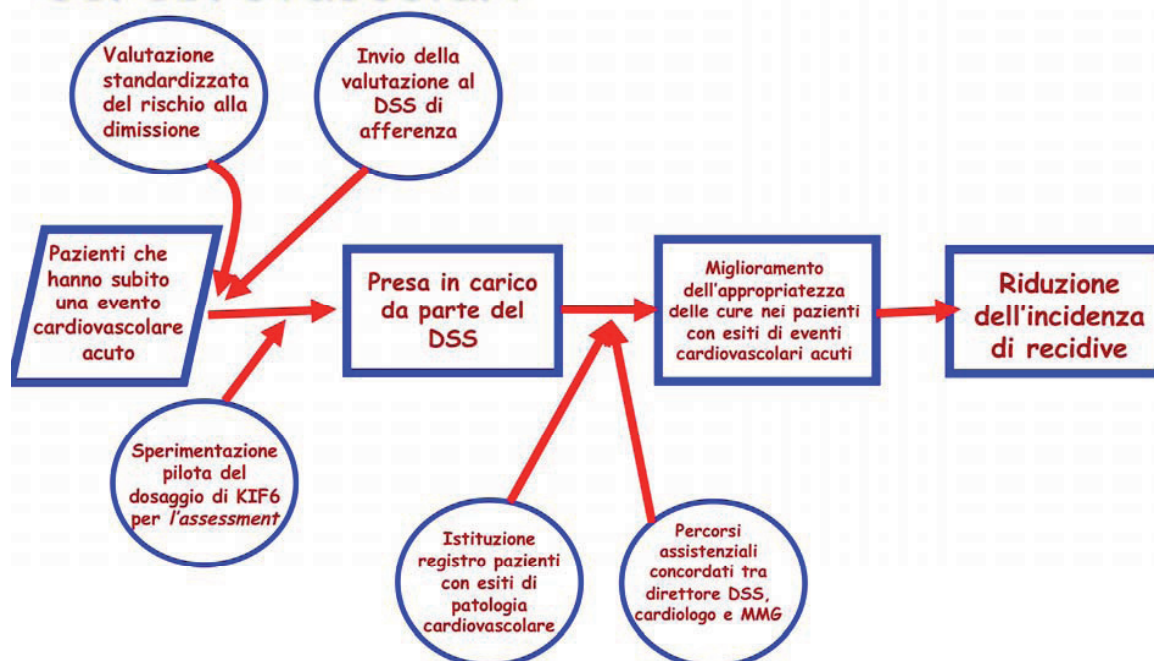 Valutazione
standardizzata
del rischio alla
dimissione
Invio della
valutazione al
DSS di
afferenza
Pazienti che
hanno subito
una evento
cardiovascolare
acuto
Presa in carico
da parte del
DSS
Miglioramento
dell'appropriatezza
delle cure nei pazienti
con esiti di eventi
cardiovascolari acuti
Riduzione
dell'incidenza
di recidive
Sperimentazione
pilota del
dosaggio di KIF6
per l'assessment
Istituzione
registro pazienti
con esiti di
patologia
cardiovascolare
Percorsi
assistenziali
concordati tra
direttore DSS,
cardiologo e MMG